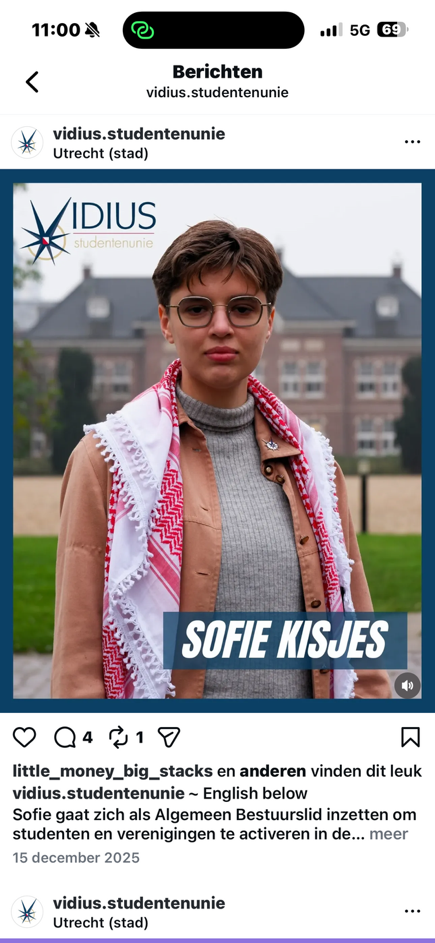 11:00
5G
69
Berichten
vidius.studentenunie
vidius.studentenunie
Utrecht (stad)
VIDIUS
studentenunie
SOFIE KISJES
4
1
little_money_big_stacks en anderen vinden dit leuk
vidius.studentenunie ~ English below
Sofie gaat zich als Algemeen Bestuurslid inzetten om
studenten en verenigingen te activeren in de... meer
15 december 2025
vidius.studentenunie
Utrecht (stad)